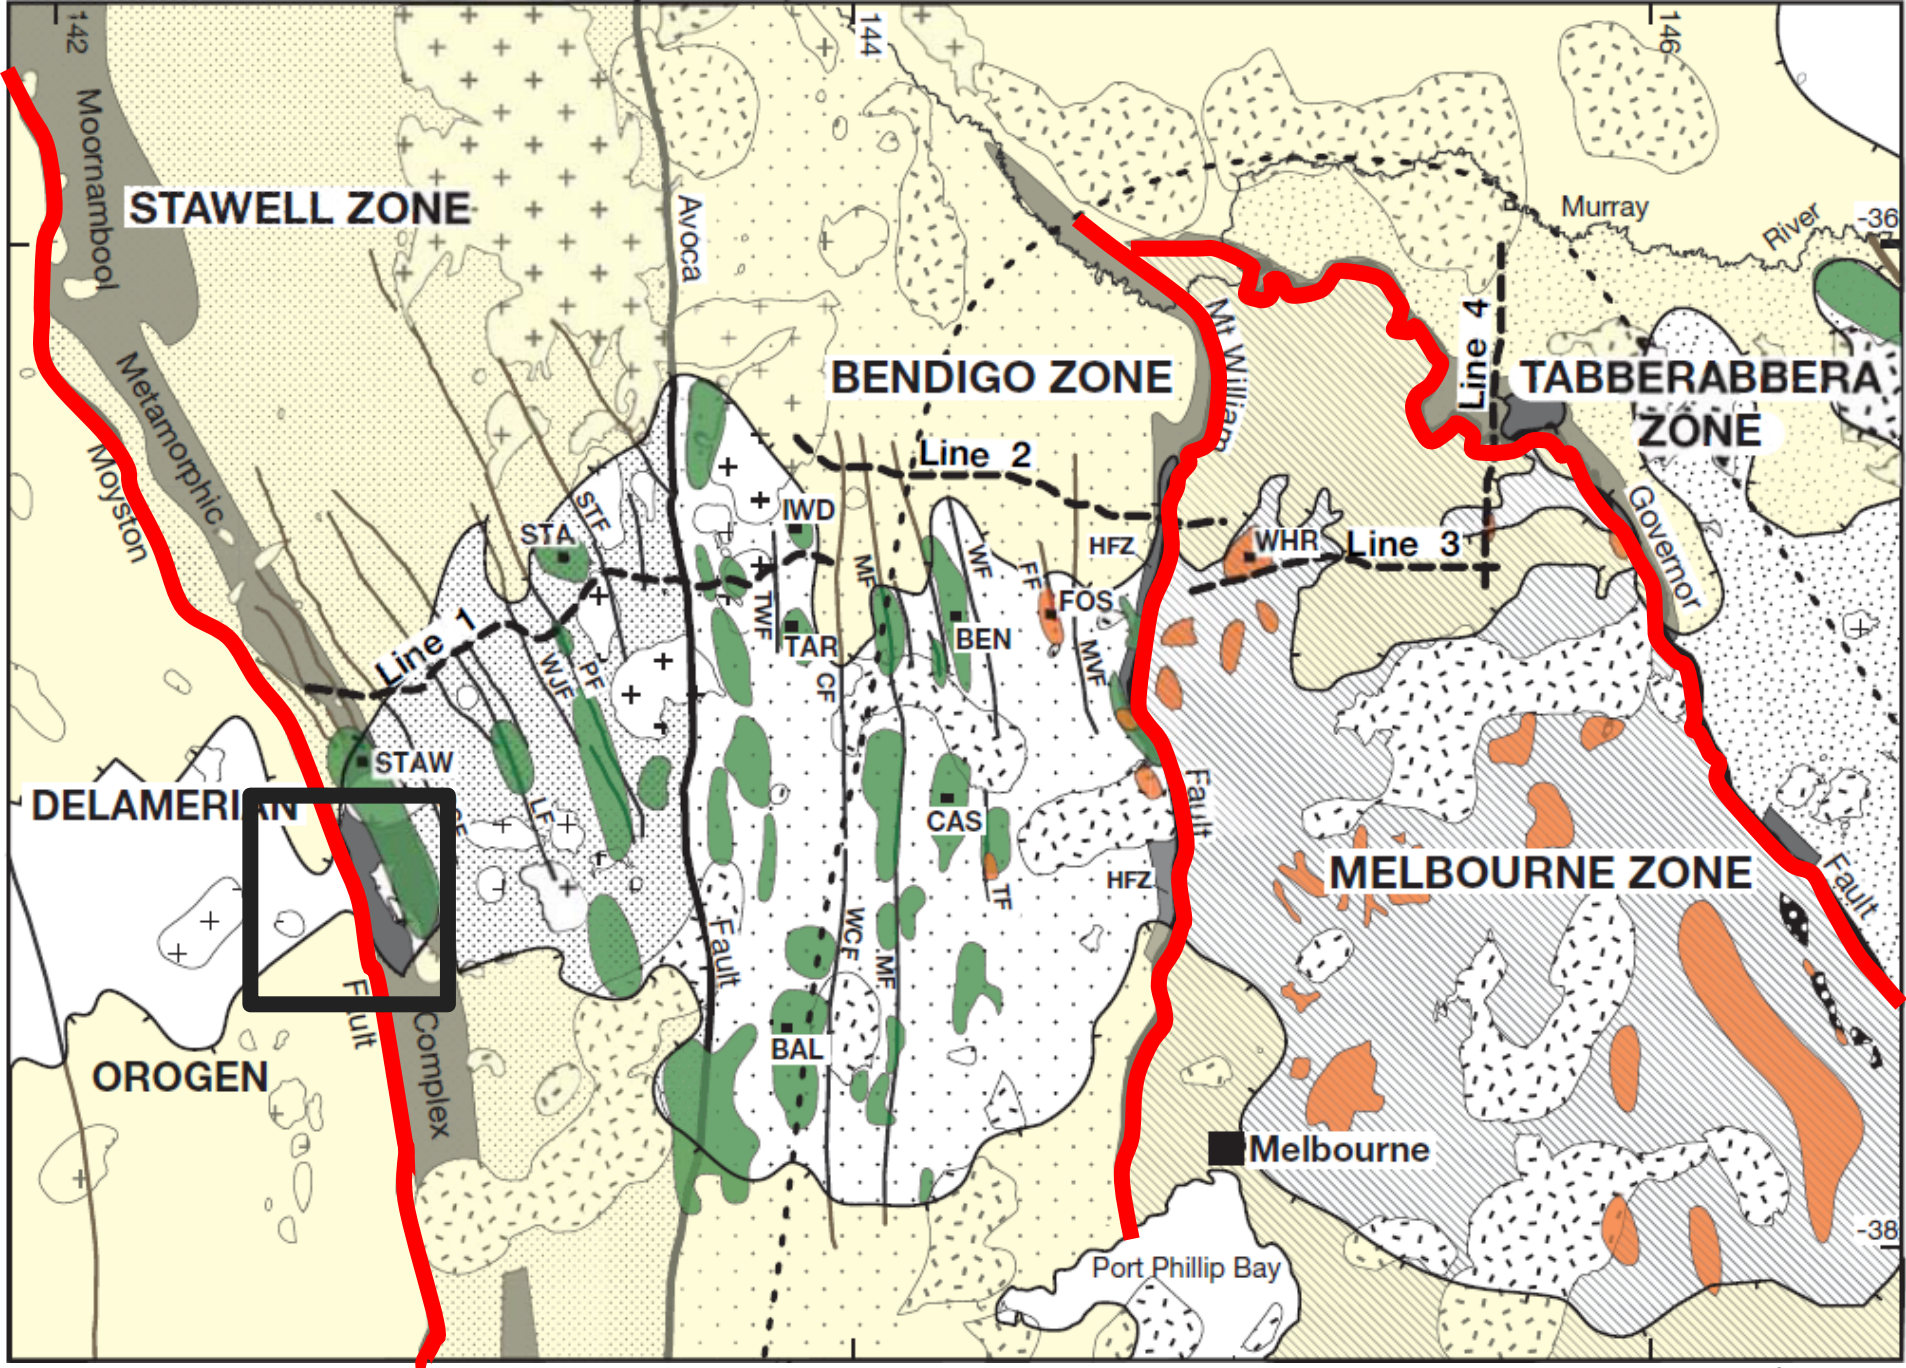 142
144
146
Moornambool
STAWELL ZONE
Avoca
Murray
River
-36
Mt William
Line 4
BENDIGO ZONE
TABBERABBERA
ZONE
Metamorphic
Moyston
Line 2
STF
IWD
STA
HFZ
WHR
Line 3
Governor
MF
WF
FF
FOS
TWF
TAR
BEN
Line 1
WJF
PF
CF
MVF
STAW
DELAMERIAN
LF
CAS
Fault
MELBOURNE ZONE
HFZ
TF
Fault
WCF
MF
Fault
Fault
Complex
BAL
OROGEN
Melbourne
-38
Port Phillip Bay